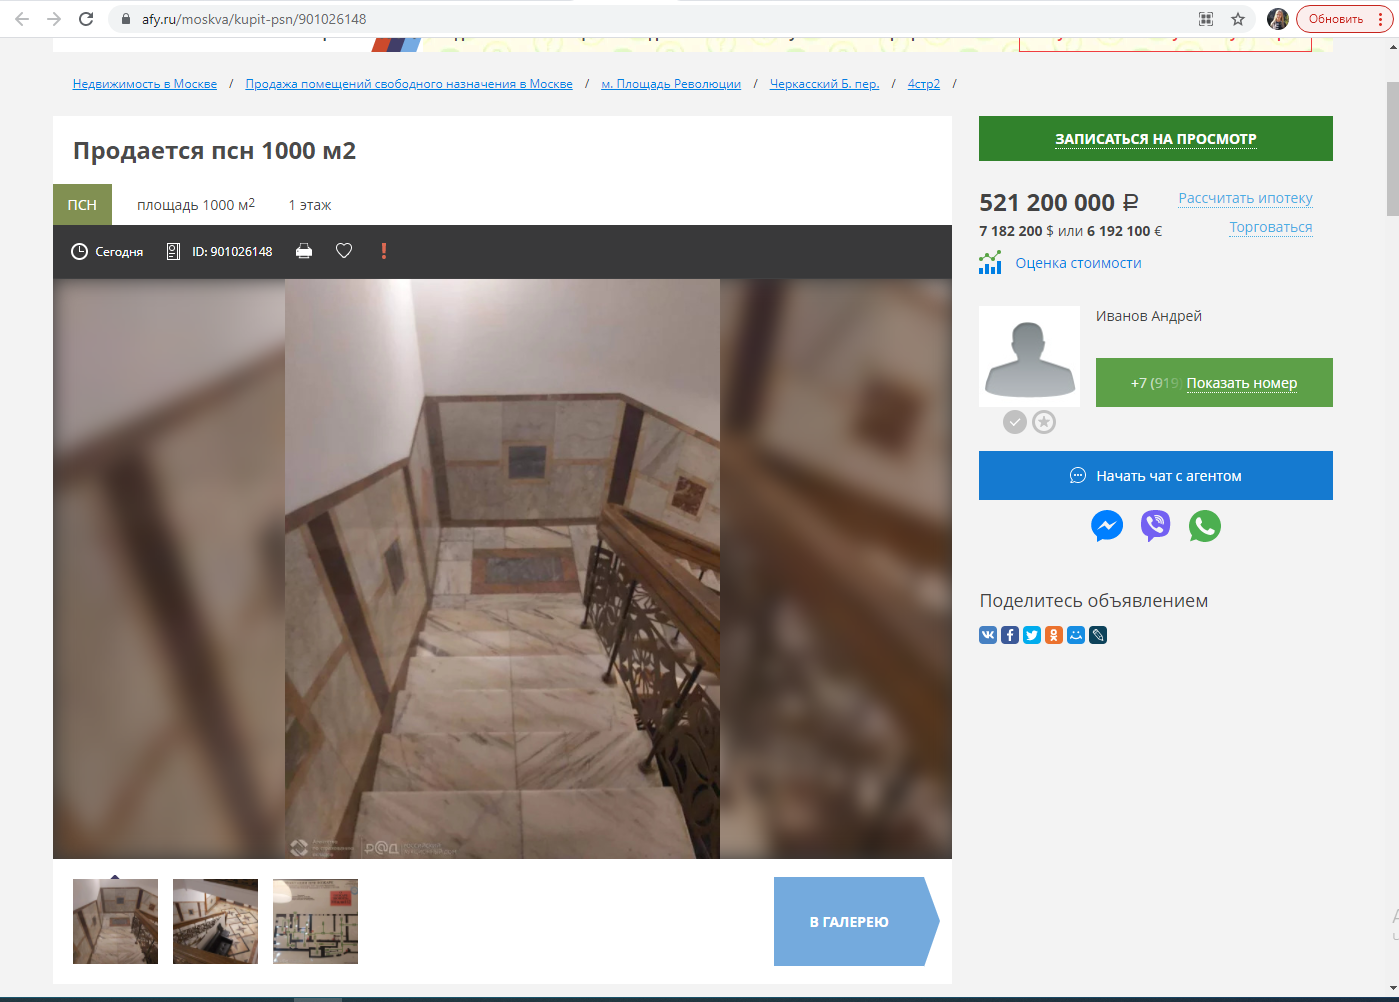 afy.ru/moskva/kupit-psn/901026148
Обновить
Недвижимость в Москве / Продажа помещений свободного назначения в Москве / м. Площадь Революции / Черкасский Б. пер. / 4стр2 /
Продается псн 1000 м2
ПСН площадь 1000 м2 1 этаж
Сегодня ID: 901026148
ЗАПИСАТЬСЯ НА ПРОСМОТР
521 200 000 ₽ Рассчитать ипотеку
7 182 200 $ или 6 192 100 € Торговаться
Оценка стоимости
Иванов Андрей
+7 (919) Показать номер
Начать чат с агентом
Поделитесь объявлением
р@д
В ГАЛЕРЕЮ